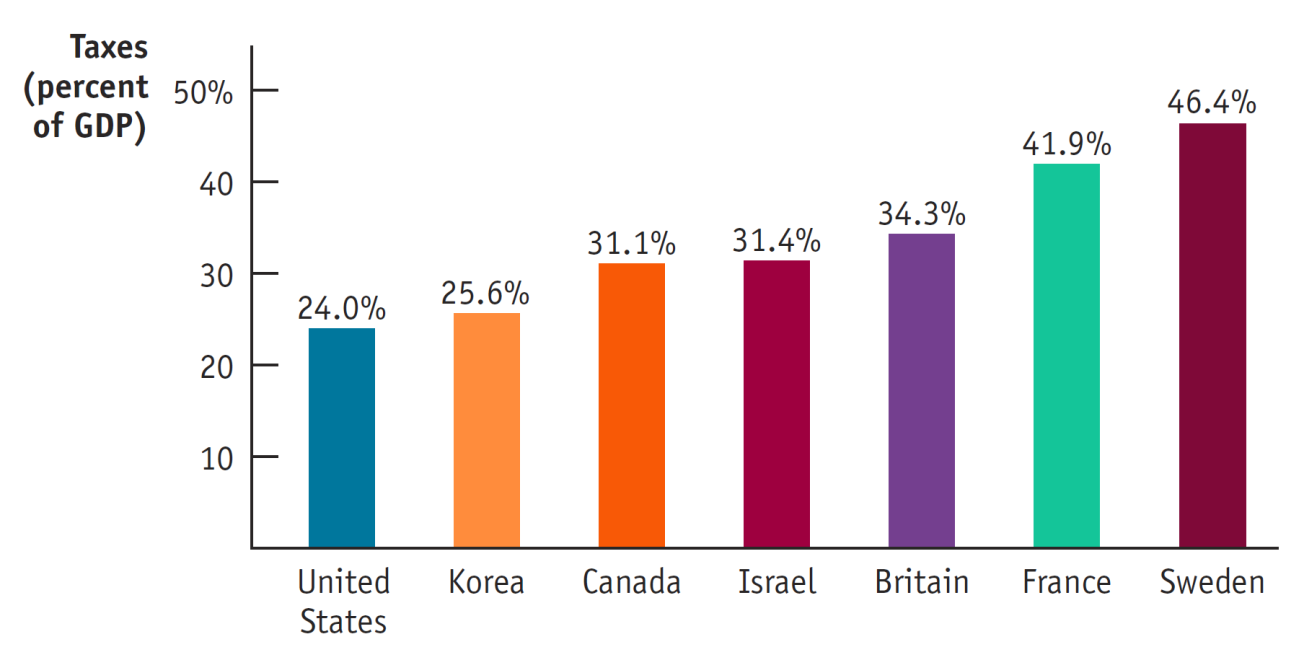 Taxes
(percent
of GDP)
50%
40
30
20
10
24.0%
25.6%
31.1%
31.4%
34.3%
41.9%
46.4%
United
States
Korea
Canada
Israel
Britain
France
Sweden